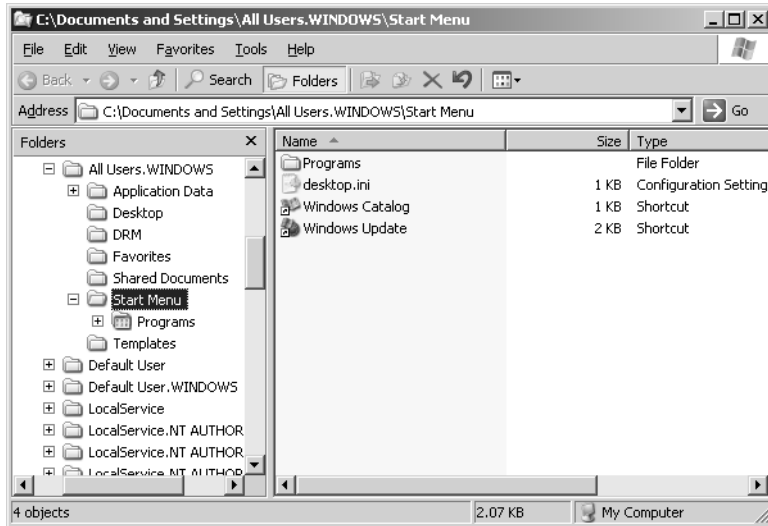 C:\Documents and Settings\All Users.WINDOWS\Start Menu
File Edit View Favorites Tools Help
Back Search Folders
Address C:\Documents and Settings\All Users.WINDOWS\Start Menu Go
Folders
Name Size Type
All Users.WINDOWS
Application Data
Desktop
DRM
Favorites
Shared Documents
Start Menu
Programs
Templates
Default User
Default User.WINDOWS
LocalService
LocalService.NT AUTHOR
LocalService.NT AUTHOR
LocalService.NT AUTHOR
Programs File Folder
desktop.ini 1 KB Configuration Setting
Windows Catalog 1 KB Shortcut
Windows Update 2 KB Shortcut
4 objects 2.07 KB My Computer